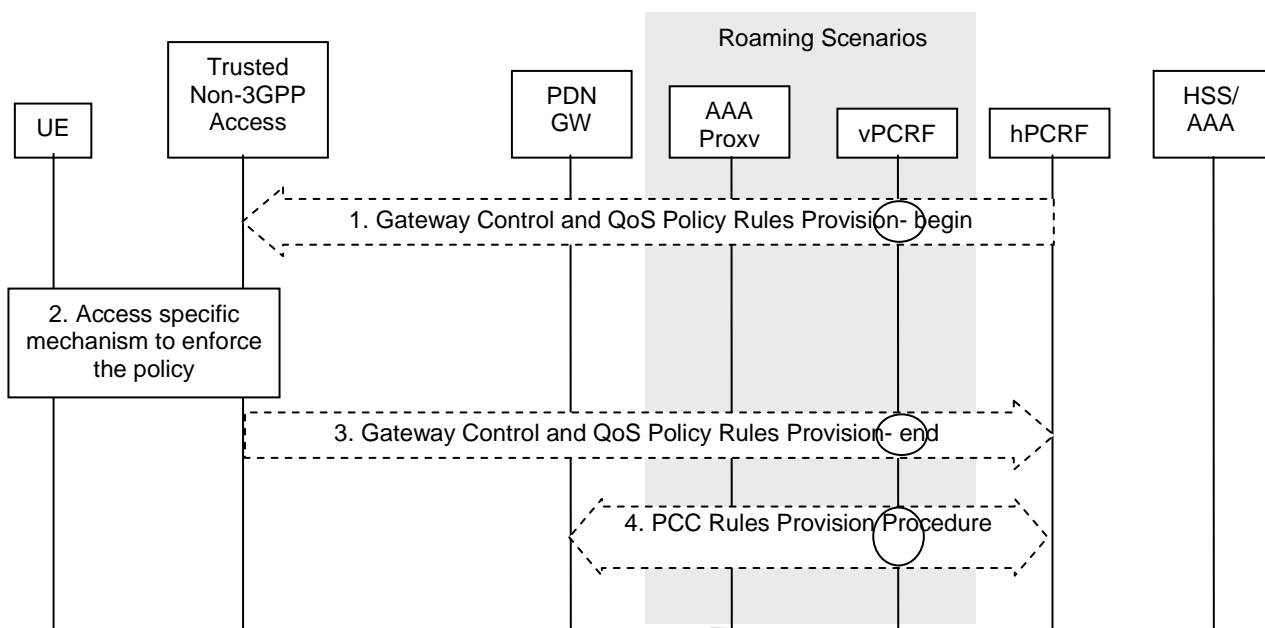 Roaming Scenarios
UE
Trusted
Non-3GPP
Access
PDN
GW
AAA
Proxv
vPCRF
hPCRF
HSS/
AAA
1. Gateway Control and QoS Policy Rules Provision- begin
2. Access specific
mechanism to enforce
the policy
3. Gateway Control and QoS Policy Rules Provision- end
4. PCC Rules Provision Procedure